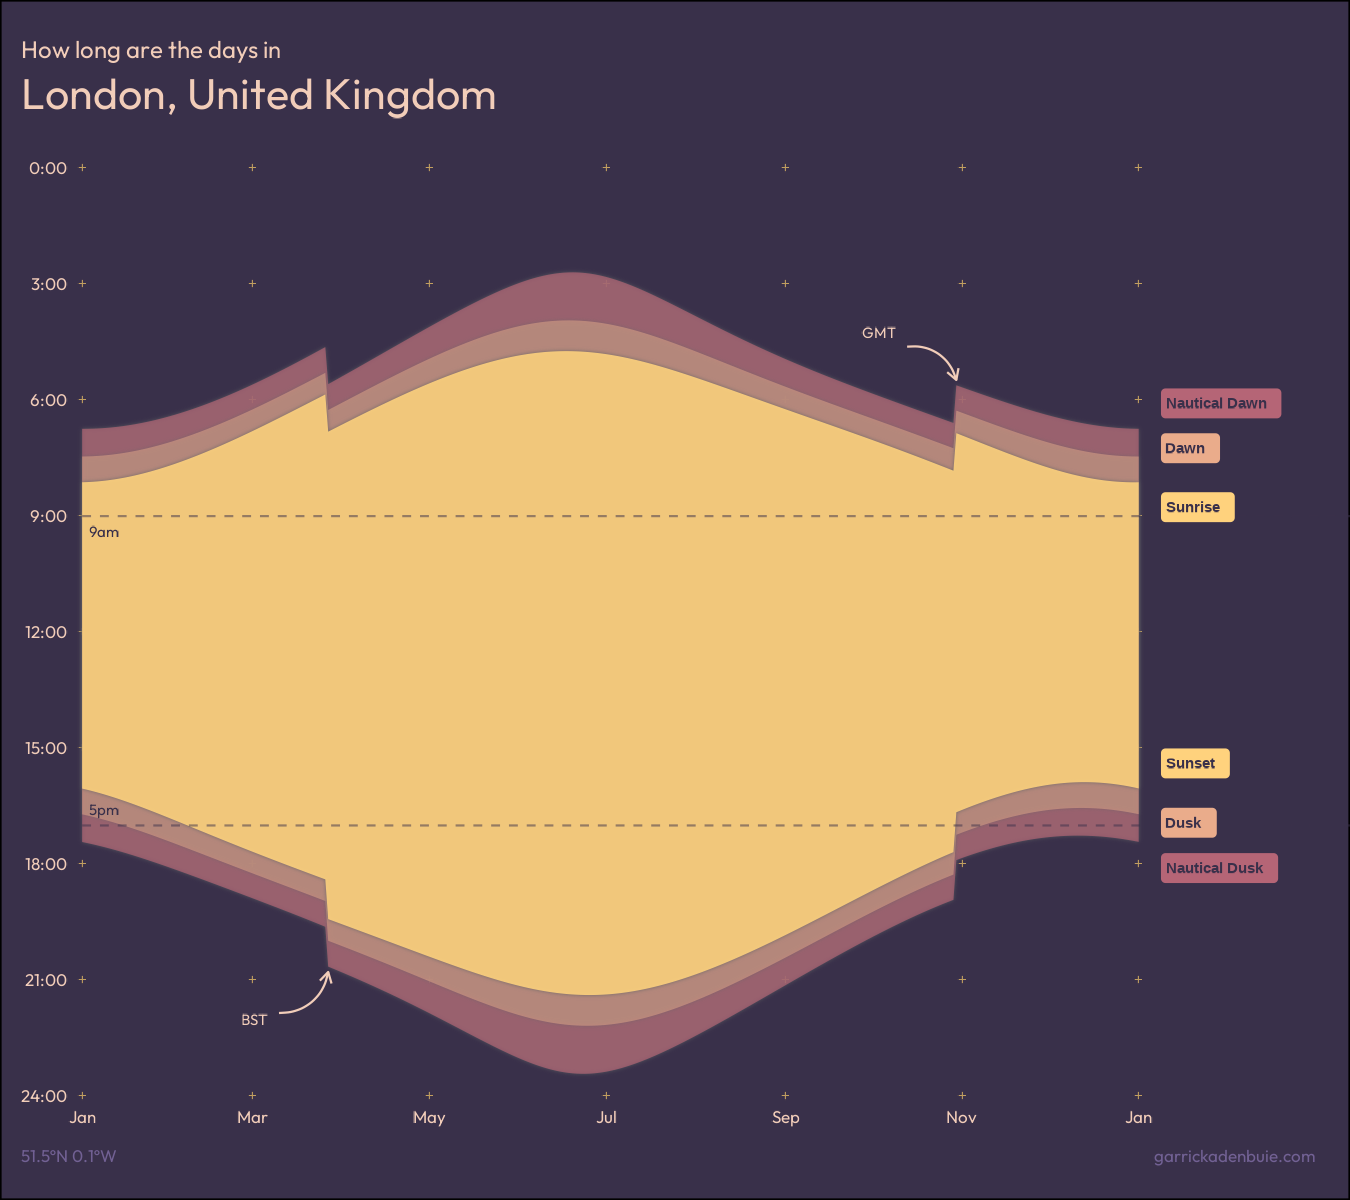 How long are the days in
London, United Kingdom
0:00
3:00
GMT
6:00
Nautical Dawn
Dawn
Sunrise
9:00
9am
12:00
15:00
Sunset
5pm
Dusk
18:00
Nautical Dusk
21:00
BST
24:00
Jan Mar May Jul Sep Nov Jan
51.5°N 0.1°W
garrickadenbuie.com